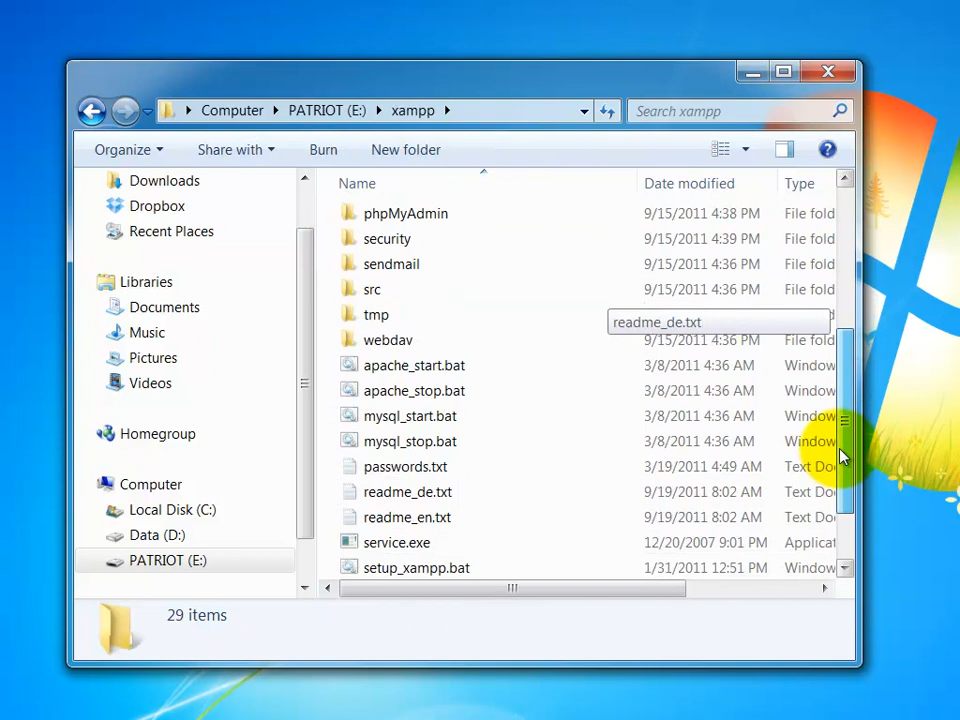 Computer PATRIOT (E:) xampp
Search xampp
Organize Share with Burn New folder
Name Date modified Type
Downloads
Dropbox
Recent Places
Libraries
Documents
Music
Pictures
Videos
Homegroup
Computer
Local Disk (C:)
Data (D:)
PATRIOT (E:)
phpMyAdmin 9/15/2011 4:38 PM File fold
security 9/15/2011 4:39 PM File fold
sendmail 9/15/2011 4:36 PM File fold
src 9/15/2011 4:36 PM File fold
tmp
readme_de.txt
webdav 9/15/2011 4:36 PM File fold
apache_start.bat 3/8/2011 4:36 AM Window
apache_stop.bat 3/8/2011 4:36 AM Window
mysql_start.bat 3/8/2011 4:36 AM Window
mysql_stop.bat 3/8/2011 4:36 AM Window
passwords.txt 3/19/2011 4:49 AM Text Do
readme_de.txt 9/19/2011 8:02 AM Text Do
readme_en.txt 9/19/2011 8:02 AM Text Do
service.exe 12/20/2007 9:01 PM Applicat
setup_xampp.bat 1/31/2011 12:51 PM Window
29 items